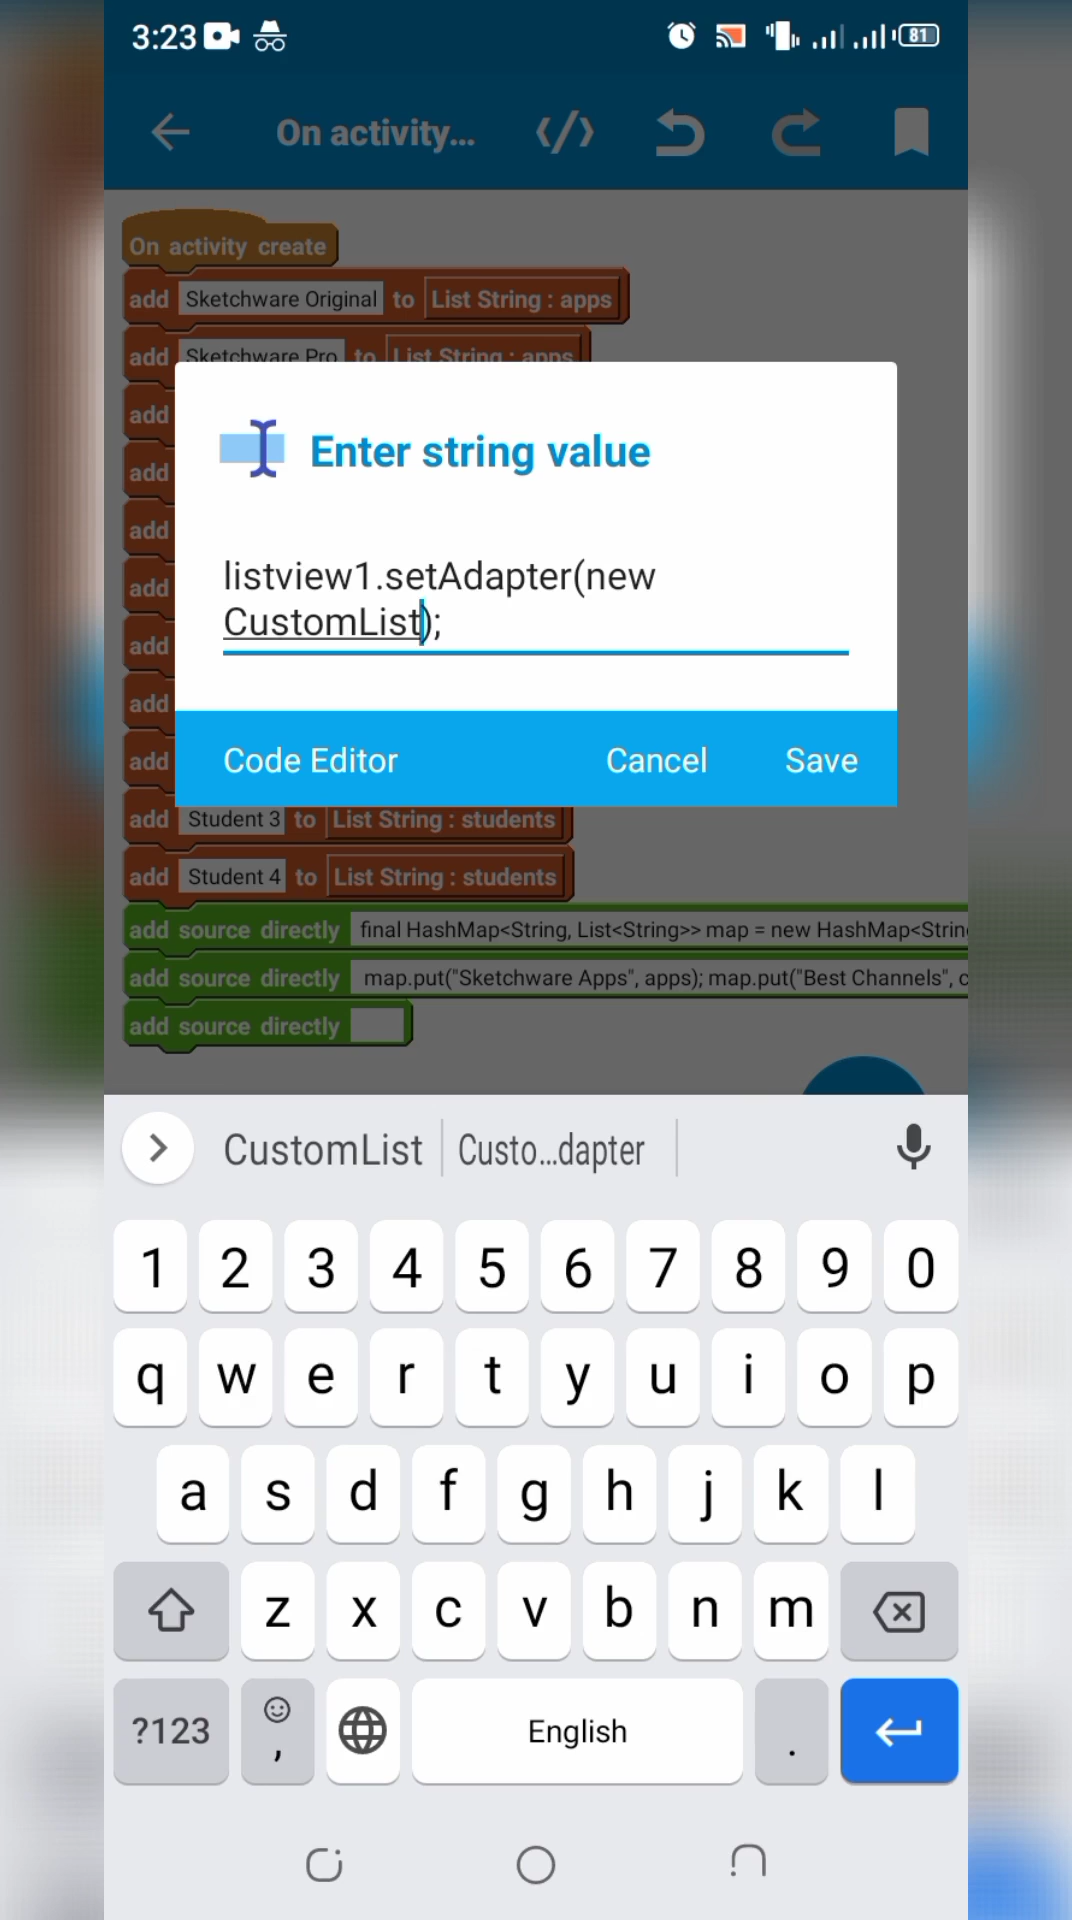 3:23
81
On activity...
On activity create
add Sketchware Original to List String : apps
add Sketchware Pro to List String : apps
add
add
add
add
add
add
add
Enter string value
listview1.setAdapter(new
CustomList);
Code Editor Cancel Save
add Student 3 to List String : students
add Student 4 to List String : students
add source directly final HashMap<String, List<String>> map = new HashMap<Strin
add source directly map.put("Sketchware Apps", apps); map.put("Best Channels", c
add source directly
CustomList Custo...dapter
1 2 3 4 5 6 7 8 9 0
q w e r t y u i o p
a s d f g h j k l
z x c v b n m
?123 , English .